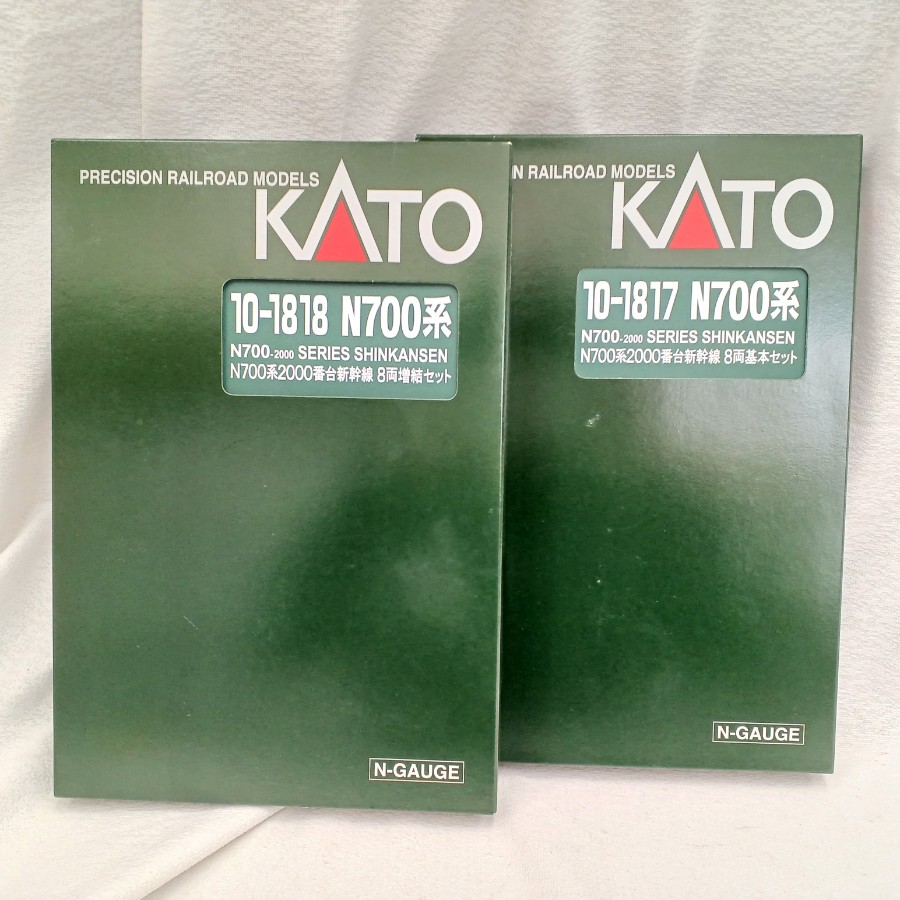 PRECISION RAILROAD MODELS
KATO
10-1818 N700系
N700-2000 SERIES SHINKANSEN
N700系2000番台新幹線 8両増結セット
N-GAUGE
N RAILROAD MODELS
KATO
10-1817 N700系
N700-2000 SERIES SHINKANSEN
N700系2000番台新幹線 8両基本セット
N-GAUGE